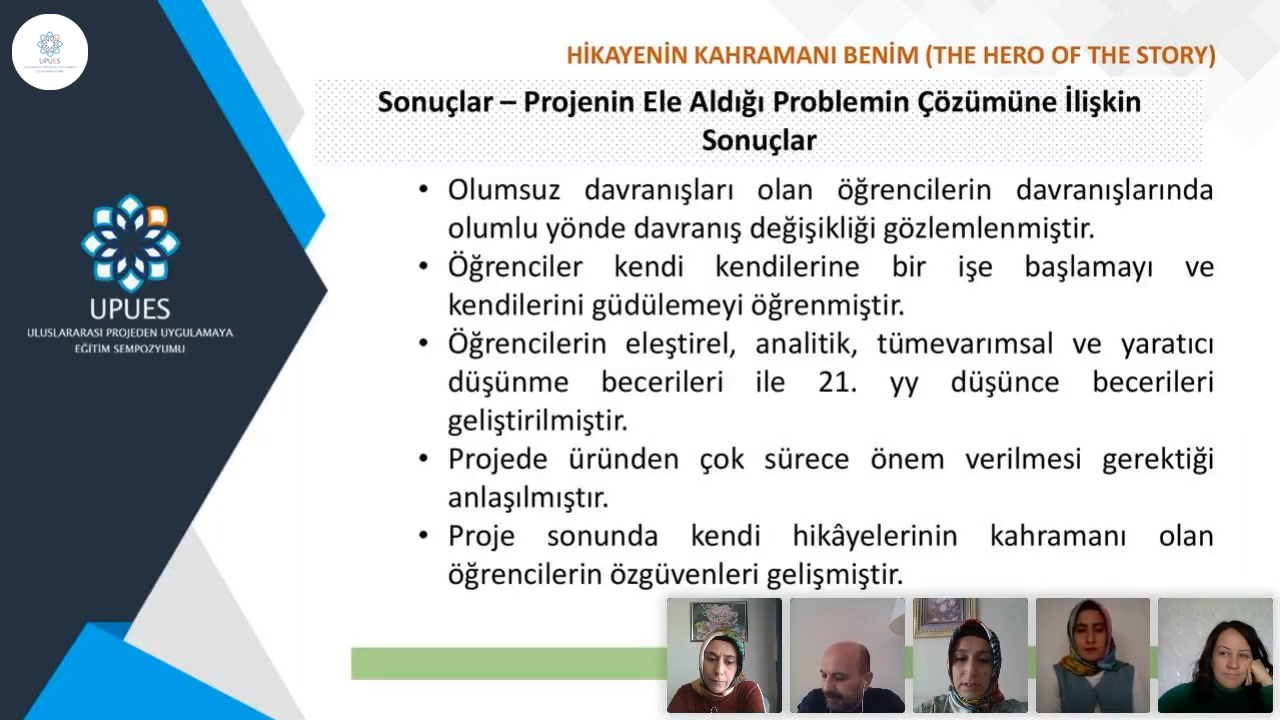 UPUES
HİKAYENİN KAHRAMANI BENİM (THE HERO OF THE STORY)
Sonuçlar – Projenin Ele Aldığı Problemin Çözümüne İlişkin
Sonuçlar
• Olumsuz davranışları olan öğrencilerin davranışlarında
olumlu yönde davranış değişikliği gözlemlenmiştir.
• Öğrenciler kendi kendilerine bir işe başlamayı ve
kendilerini güdülemeyi öğrenmiştir.
• Öğrencilerin eleştirel, analitik, tümevarımsal ve yaratıcı
düşünme becerileri ile 21. yy düşünce becerileri
geliştirilmiştir.
• Projede üründen çok sürece önem verilmesi gerektiği
anlaşılmıştır.
• Proje sonunda kendi hikâyelerinin kahramanı olan
öğrencilerin özgüvenleri gelişmiştir.
UPUES
ULUSLARARASI PROJEDEN UYGULAMAYA
EĞİTİM SEMPOZYUMU